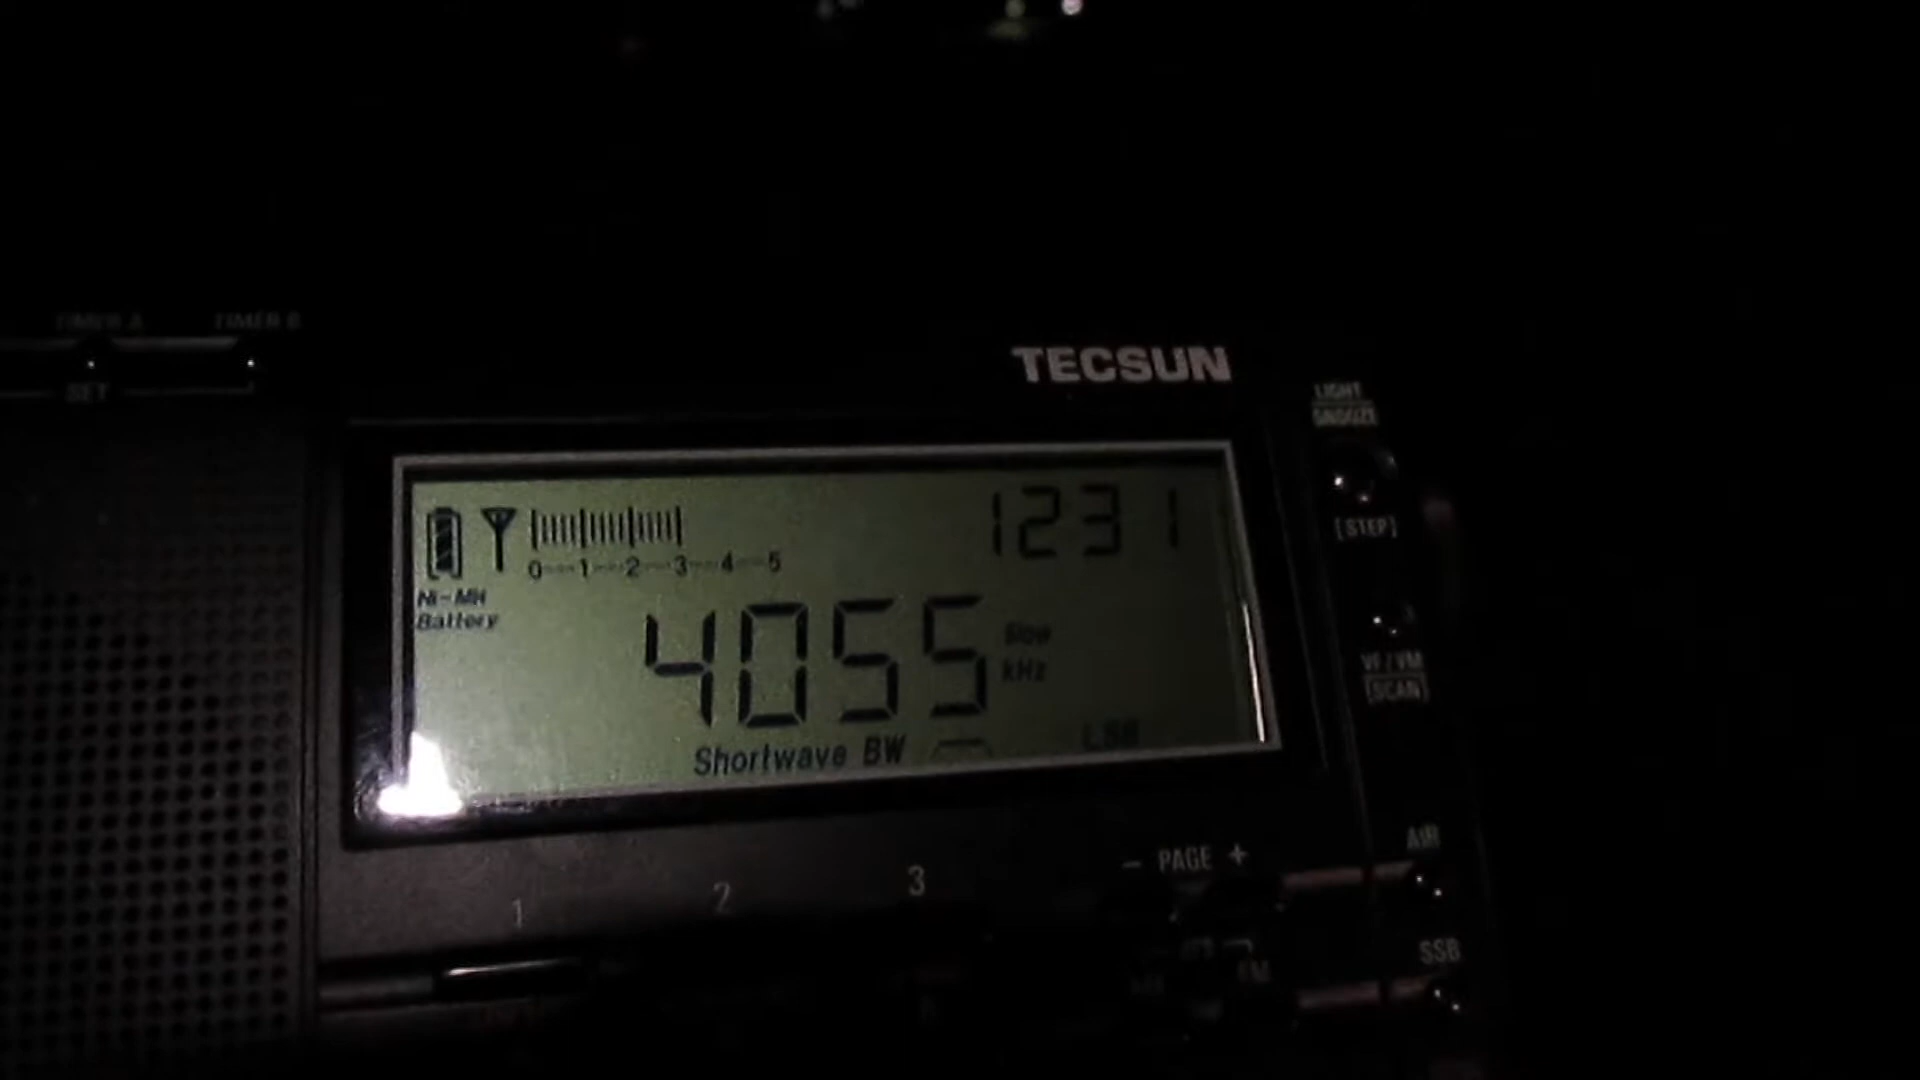 TIMER A TIMER B
SET
TECSUN
LIGHT
SNOOZE
1231
[STEP]
0 1 2 3 4 5
Ni-MH
Battery
4055
Slow
kHz
VF/VM
[SCAN]
Shortwave BW
LSB
AIR
- PAGE +
1 2 3
SSB